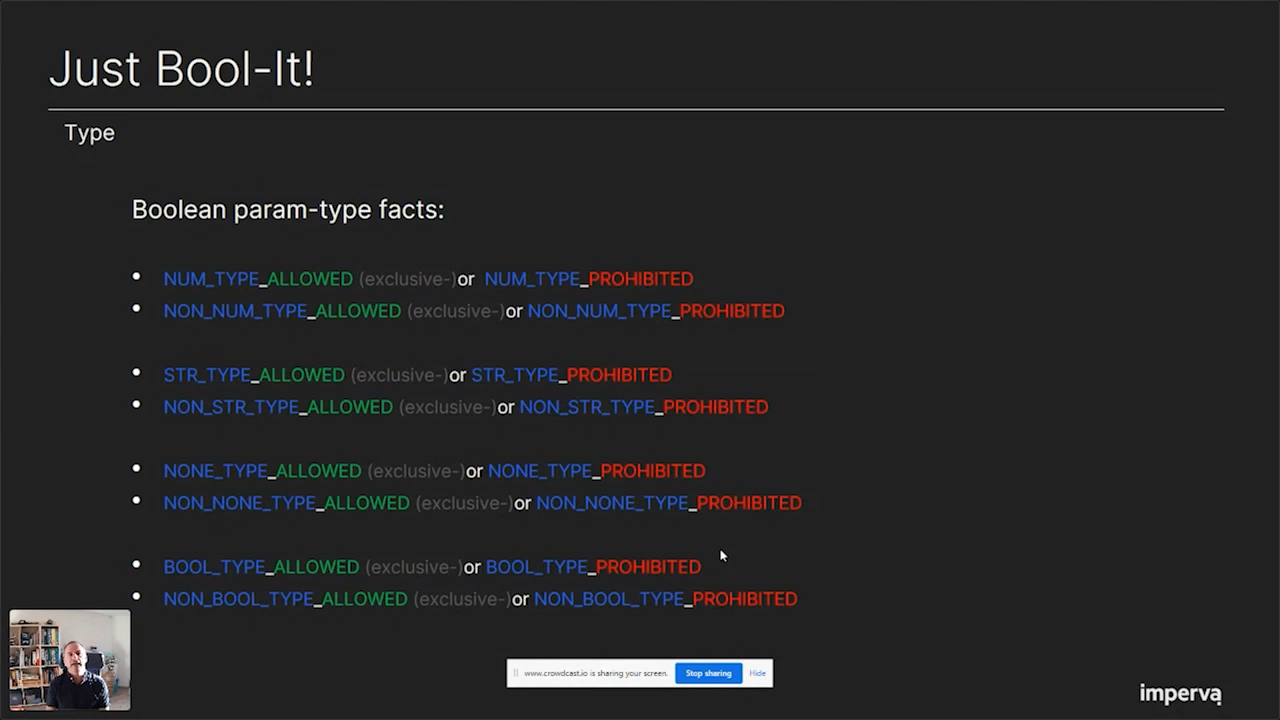 Just Bool-It!
Type
Boolean param-type facts:
• NUM_TYPE_ALLOWED (exclusive-)or NUM_TYPE_PROHIBITED
• NON_NUM_TYPE_ALLOWED (exclusive-)or NON_NUM_TYPE_PROHIBITED
• STR_TYPE_ALLOWED (exclusive-)or STR_TYPE_PROHIBITED
• NON_STR_TYPE_ALLOWED (exclusive-)or NON_STR_TYPE_PROHIBITED
• NONE_TYPE_ALLOWED (exclusive-)or NONE_TYPE_PROHIBITED
• NON_NONE_TYPE_ALLOWED (exclusive-)or NON_NONE_TYPE_PROHIBITED
• BOOL_TYPE_ALLOWED (exclusive-)or BOOL_TYPE_PROHIBITED
• NON_BOOL_TYPE_ALLOWED (exclusive-)or NON_BOOL_TYPE_PROHIBITED
www.crowdcast.io is sharing your screen. Stop sharing Hide
imperva